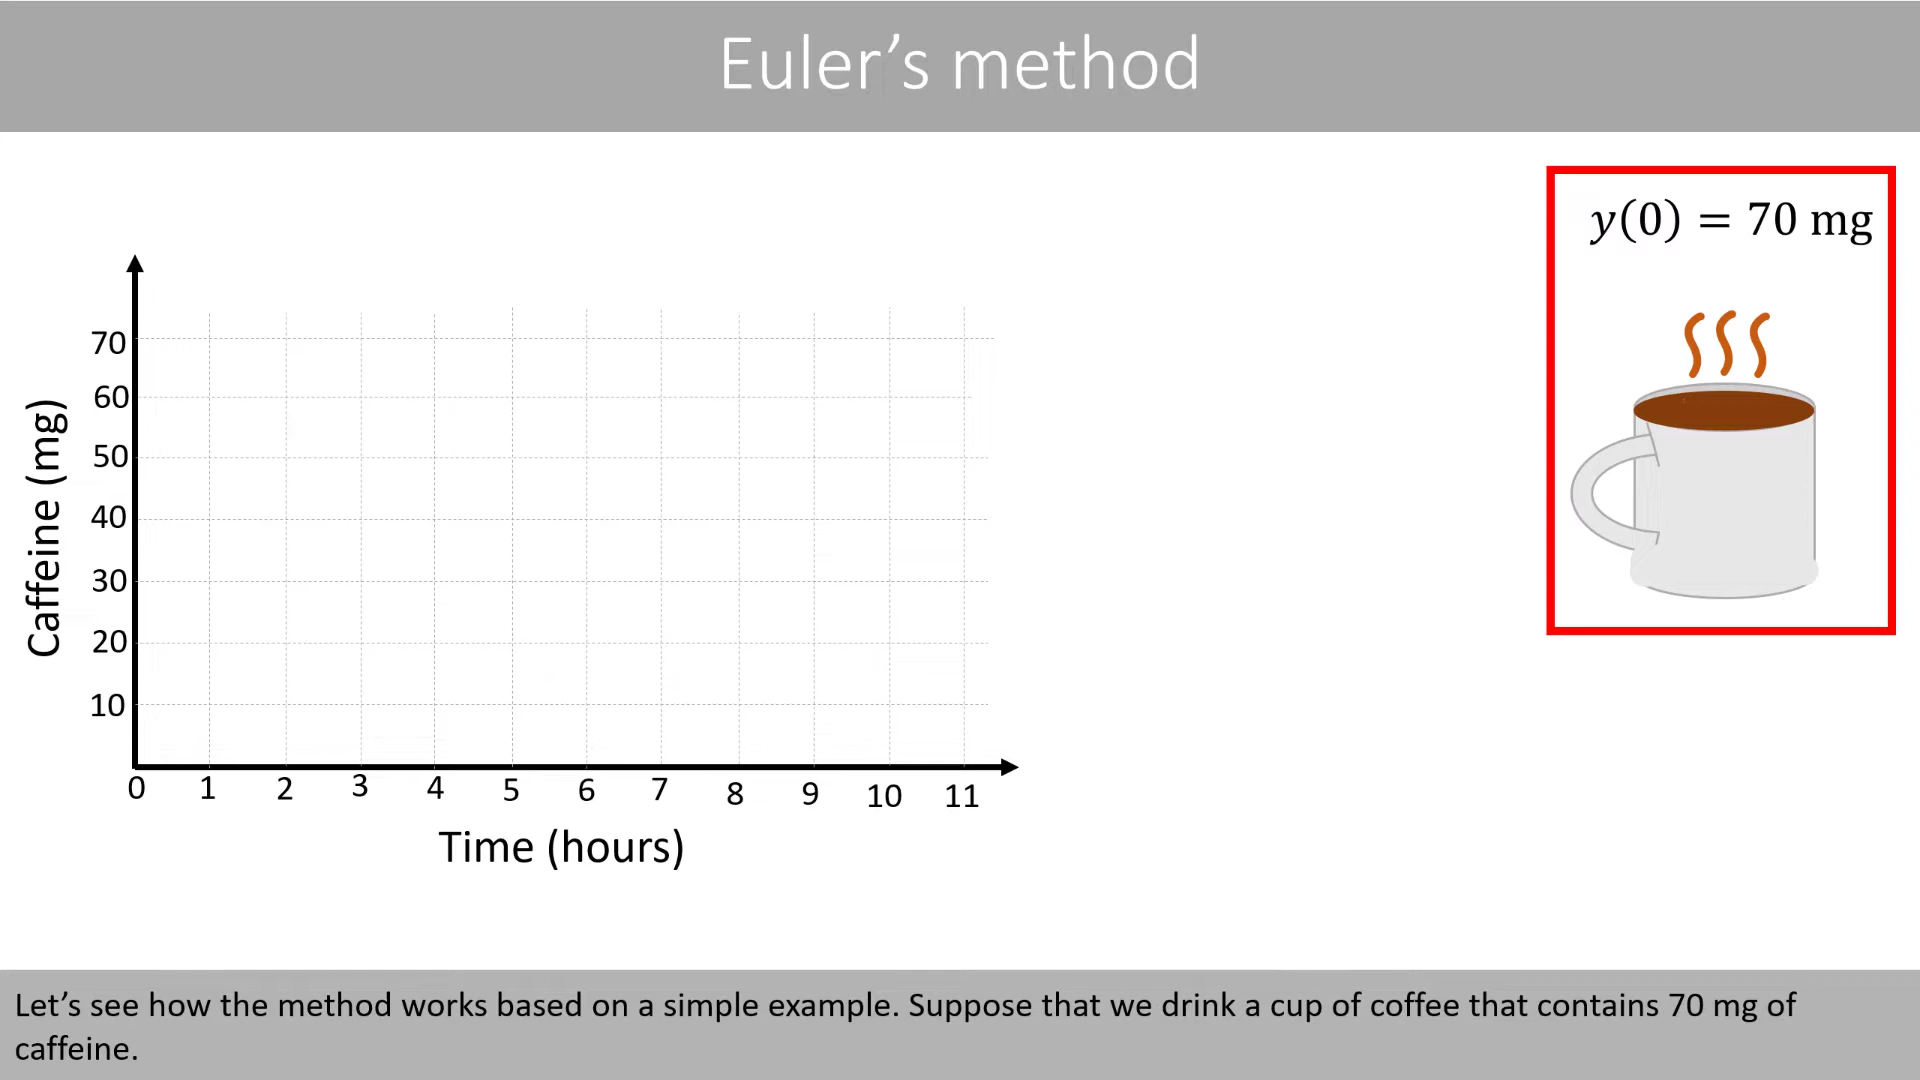 Euler’s method
y(0) = 70 mg
70
60
50
40
30
20
10
Caffeine (mg)
0 1 2 3 4 5 6 7 8 9 10 11
Time (hours)
Let’s see how the method works based on a simple example. Suppose that we drink a cup of coffee that contains 70 mg of
caffeine.